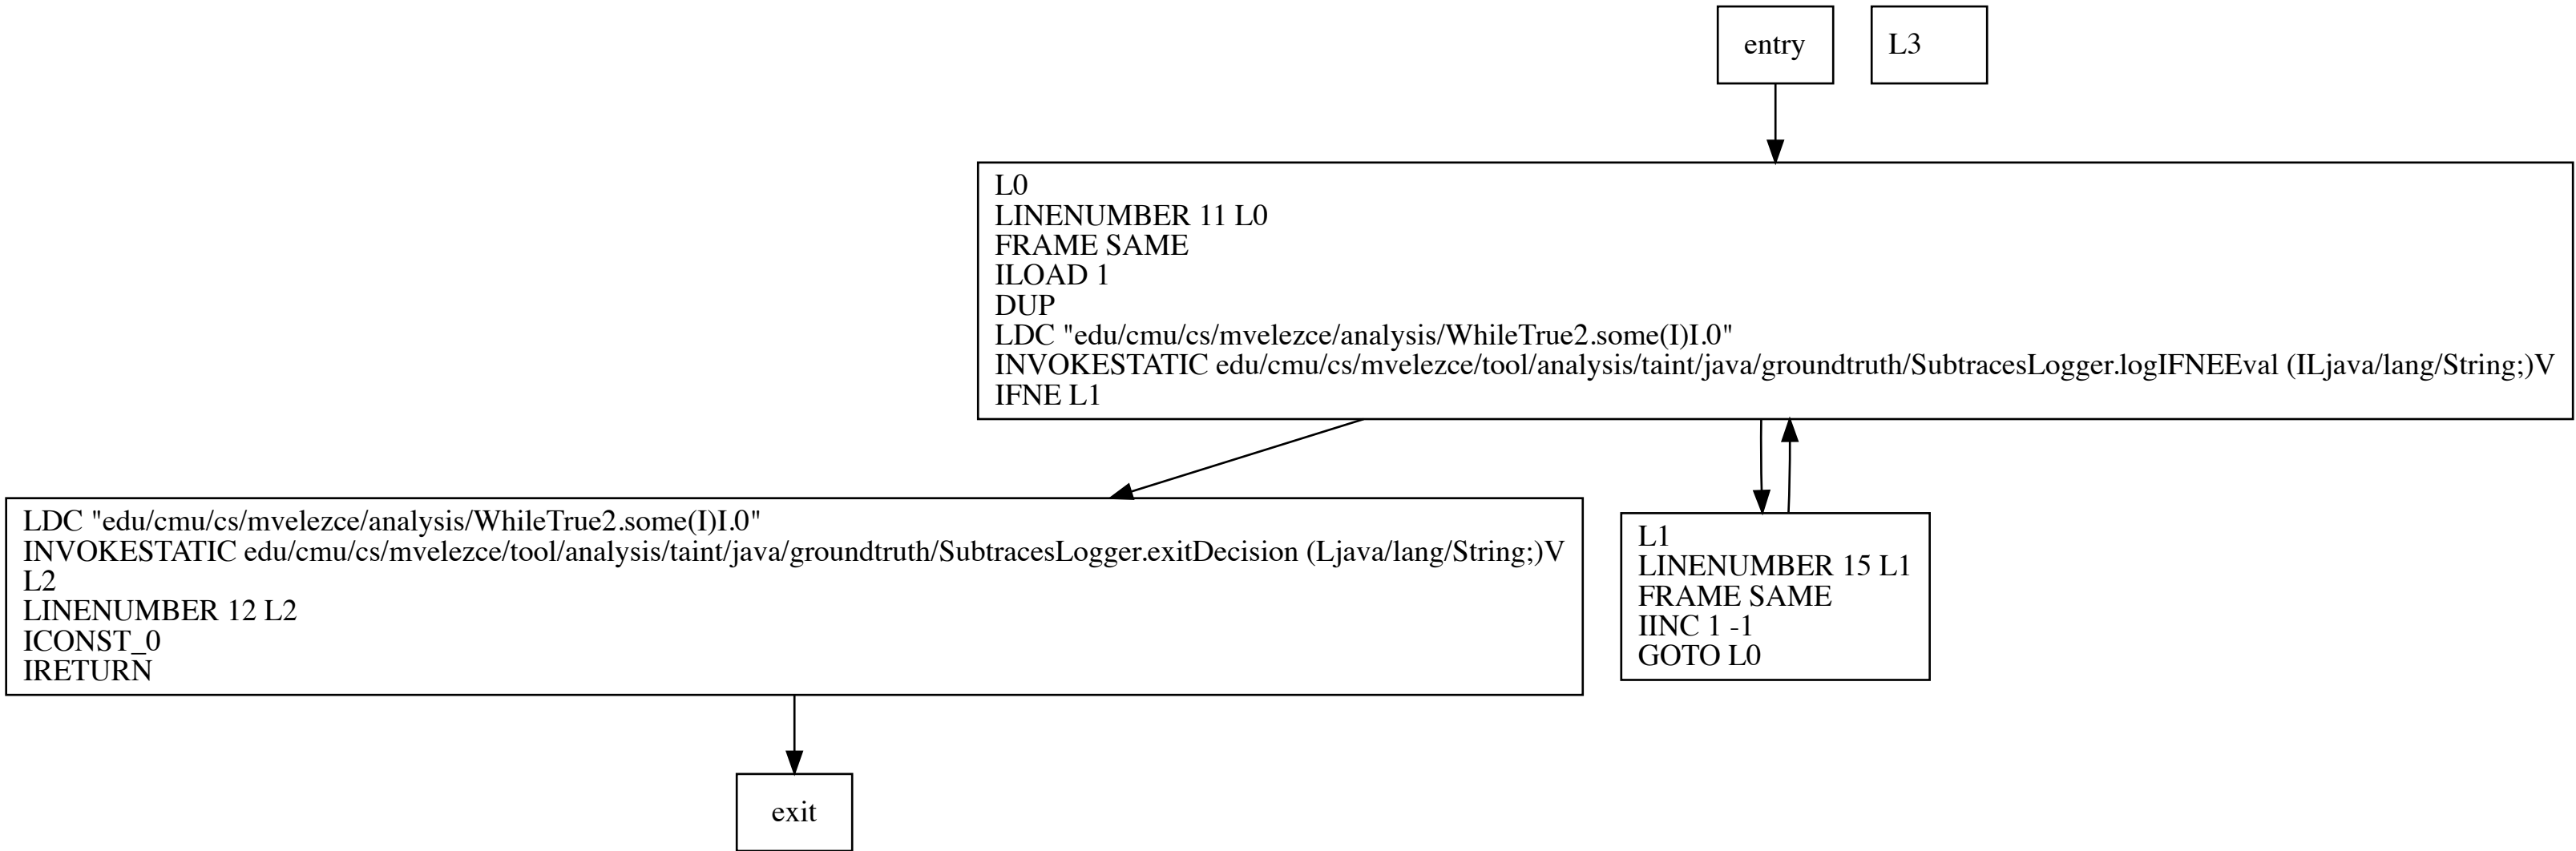 entry
L3
L0
LINENUMBER 11 L0
FRAME SAME
ILOAD 1
DUP
LDC "edu/cmu/cs/mvelezce/analysis/WhileTrue2.some(I)I.0"
INVOKESTATIC edu/cmu/cs/mvelezce/tool/analysis/taint/java/groundtruth/SubtracesLogger.logIFNEEval (ILjava/lang/String;)V
IFNE L1
LDC "edu/cmu/cs/mvelezce/analysis/WhileTrue2.some(I)I.0"
INVOKESTATIC edu/cmu/cs/mvelezce/tool/analysis/taint/java/groundtruth/SubtracesLogger.exitDecision (Ljava/lang/String;)V
L2
LINENUMBER 12 L2
ICONST_0
IRETURN
L1
LINENUMBER 15 L1
FRAME SAME
IINC 1 -1
GOTO L0
exit